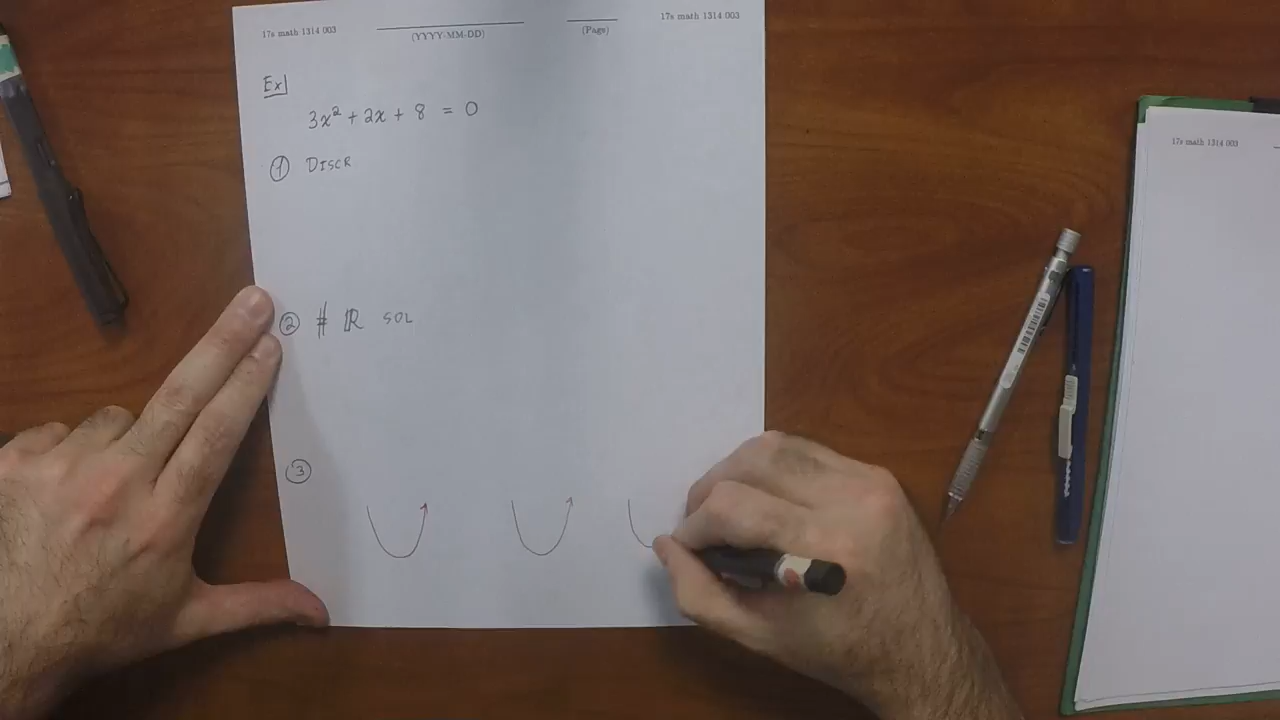 17s math 1314 003 (YYYY-MM-DD) (Page) 17s math 1314 003
Ex1
3x² + 2x + 8 = 0
① DISCR
② # ℝ SOL
③
17s math 1314 003